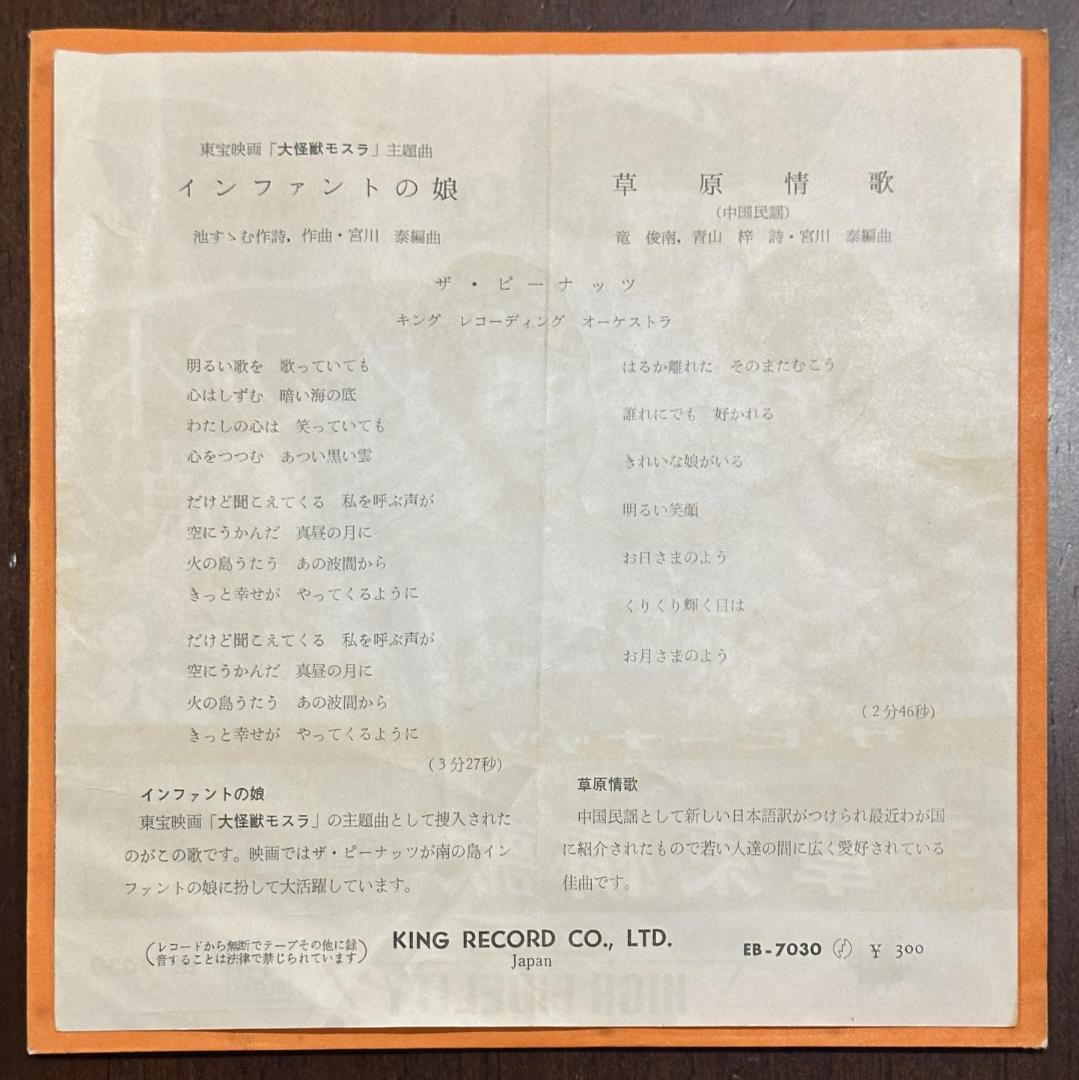 東宝映画「大怪獣モスラ」主題曲
インファントの娘
池すゝむ作詩,作曲・宮川 泰編曲
草原情歌
(中国民謡)
竜 俊南,青山 梓 詩・宮川 泰編曲
ザ・ピーナッツ
キング レコーディング オーケストラ
明るい歌を 歌っていても
心はしずむ 暗い海の底
わたしの心は 笑っていても
心をつつむ あつい黒い雲
だけど聞こえてくる 私を呼ぶ声が
空にうかんだ 真昼の月に
火の島うたう あの波間から
きっと幸せが やってくるように
だけど聞こえてくる 私を呼ぶ声が
空にうかんだ 真昼の月に
火の島うたう あの波間から
きっと幸せが やってくるように
(3分27秒)
はるか離れた そのまたむこう
誰れにでも 好かれる
きれいな娘がいる
明るい笑顔
お日さまのよう
くりくり輝く目は
お月さまのよう
(2分46秒)
インファントの娘
東宝映画「大怪獣モスラ」の主題曲として捜入された
のがこの歌です。映画ではザ・ピーナッツが南の島イン
ファントの娘に扮して大活躍しています。
草原情歌
中国民謡として新しい日本語訳がつけられ最近わが国
に紹介されたもので若い人達の間に広く愛好されている
佳曲です。
(レコードから無断でテープその他に録
音することは法律で禁じられています)
KING RECORD CO., LTD.
Japan
EB-7030 ¥ 300